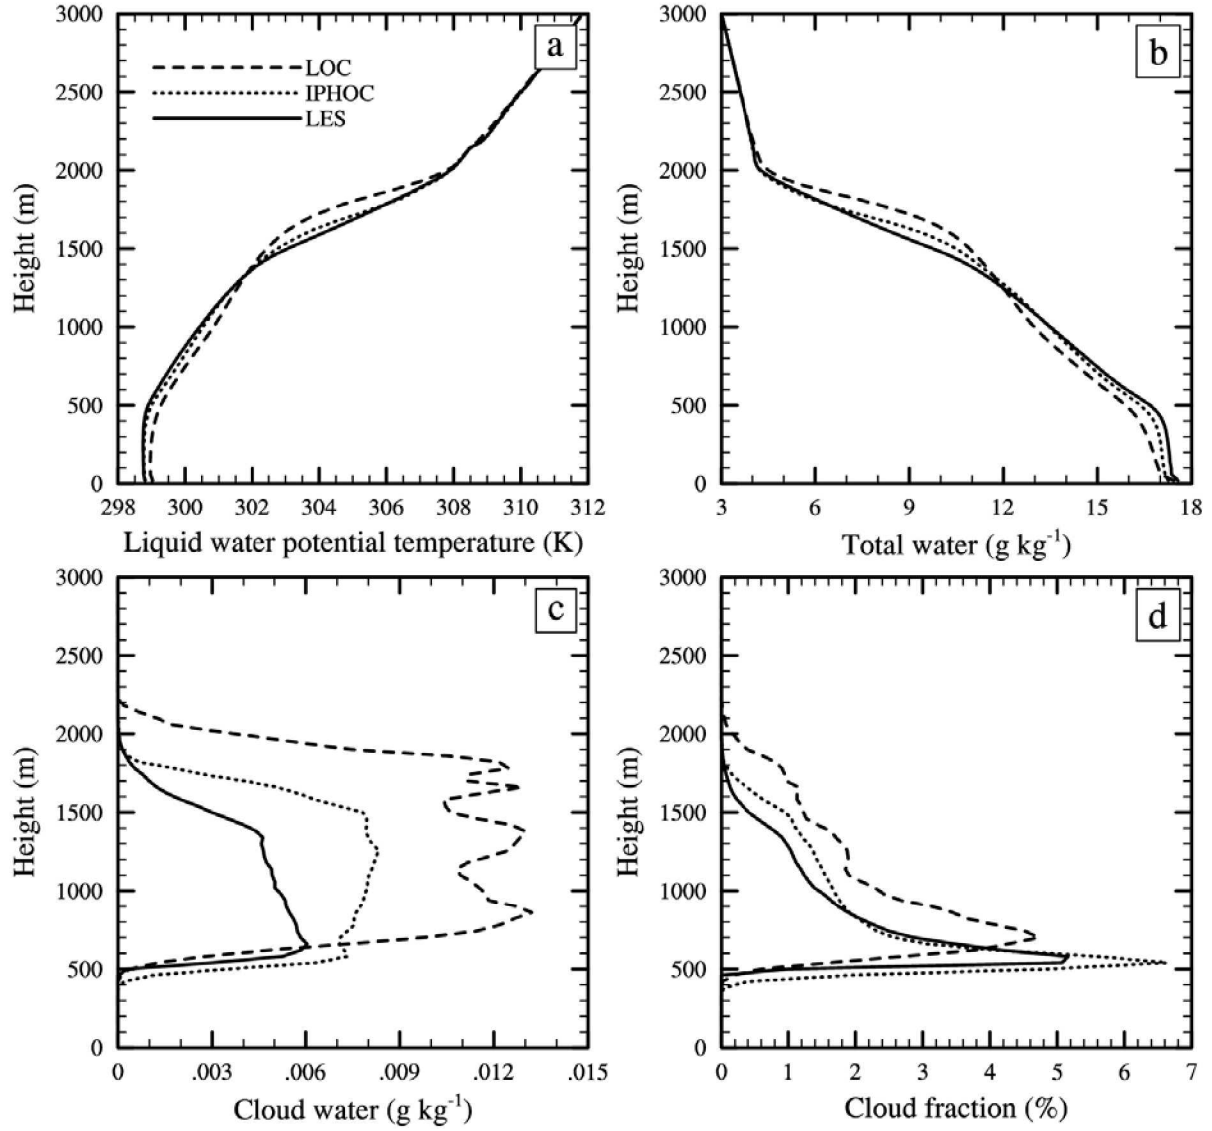 3000
2500
2000
1500
1000
500
0
Height (m)
a
LOC
IPHOC
LES
298 300 302 304 306 308 310 312
Liquid water potential temperature (K)
3000
2500
2000
1500
1000
500
0
Height (m)
b
3 6 9 12 15 18
Total water (g kg-1)
3000
2500
2000
1500
1000
500
0
Height (m)
c
0 .003 .006 .009 .012 .015
Cloud water (g kg-1)
3000
2500
2000
1500
1000
500
0
Height (m)
d
0 1 2 3 4 5 6 7
Cloud fraction (%)